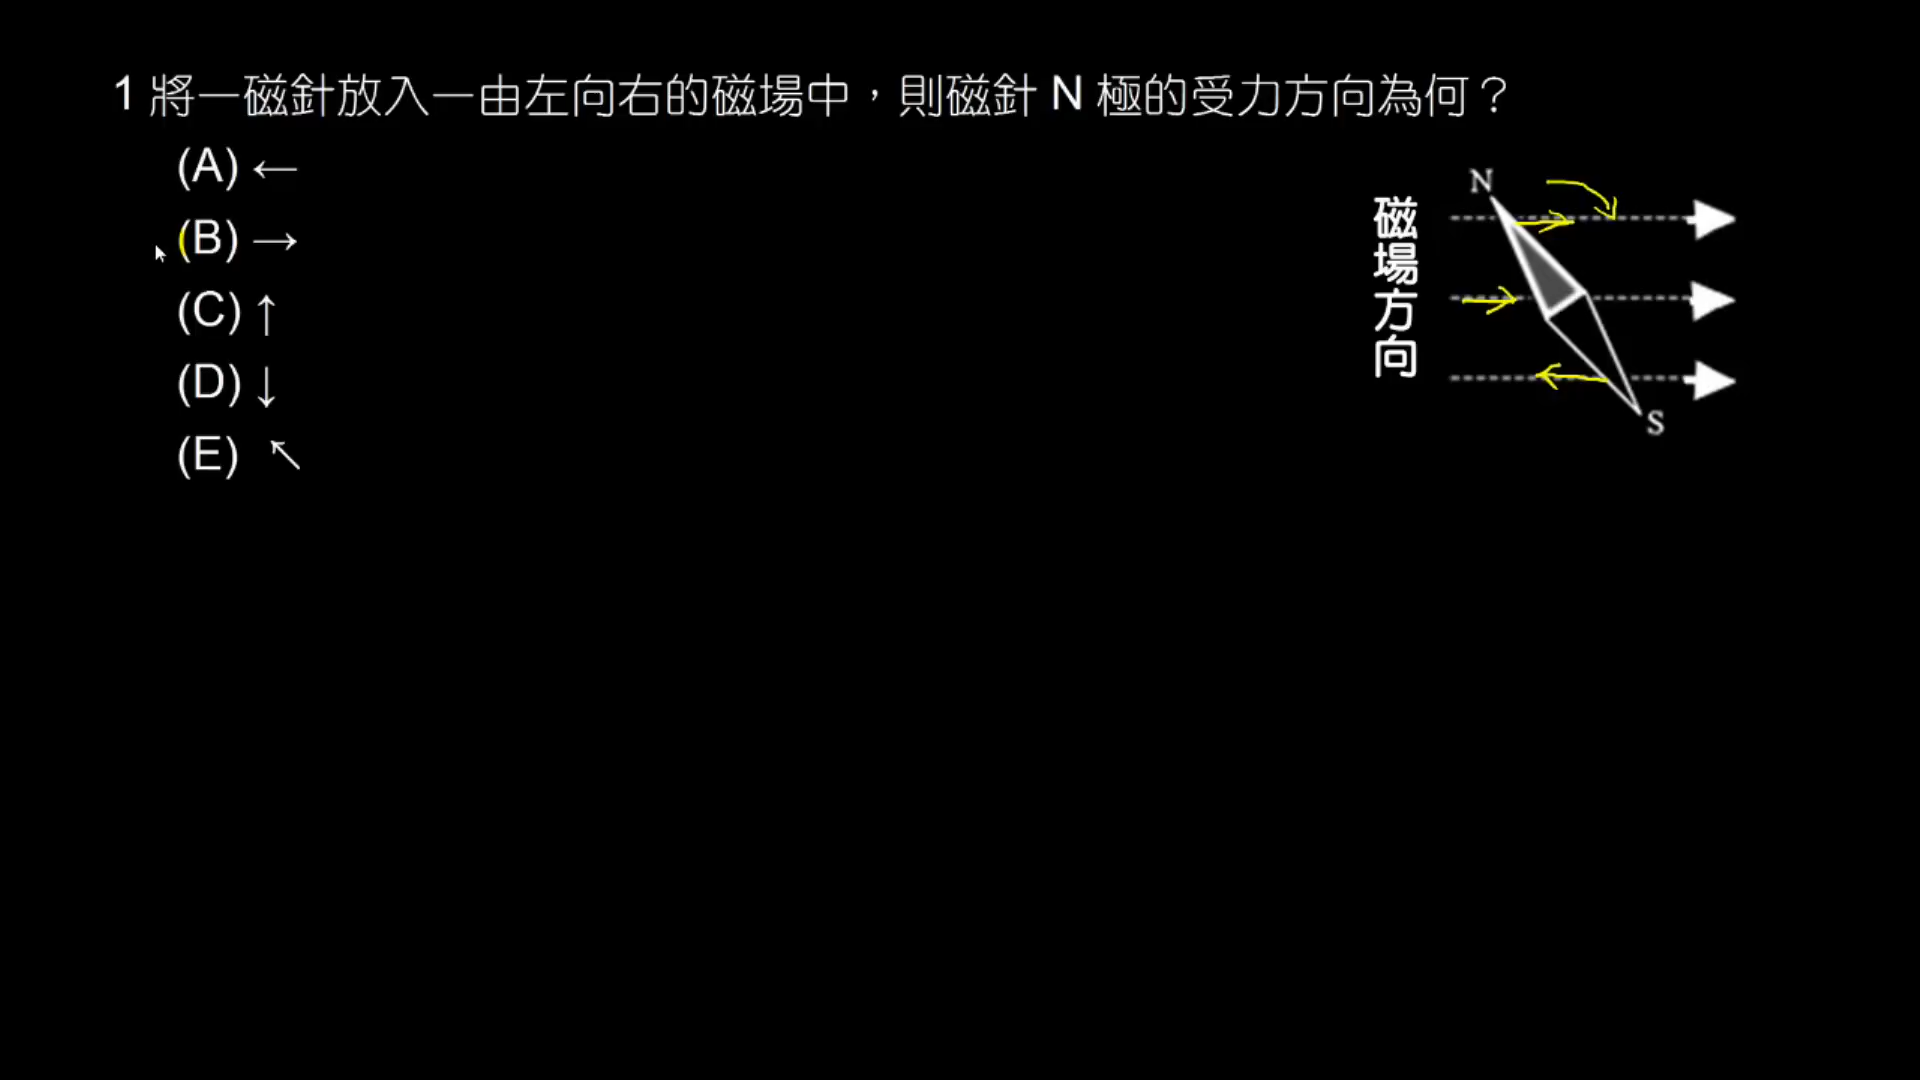 1 將一磁針放入一由左向右的磁場中，則磁針 N 極的受力方向為何？
(A) ←
(B) →
(C) ↑
(D) ↓
(E) ↖
磁場方向
N
S